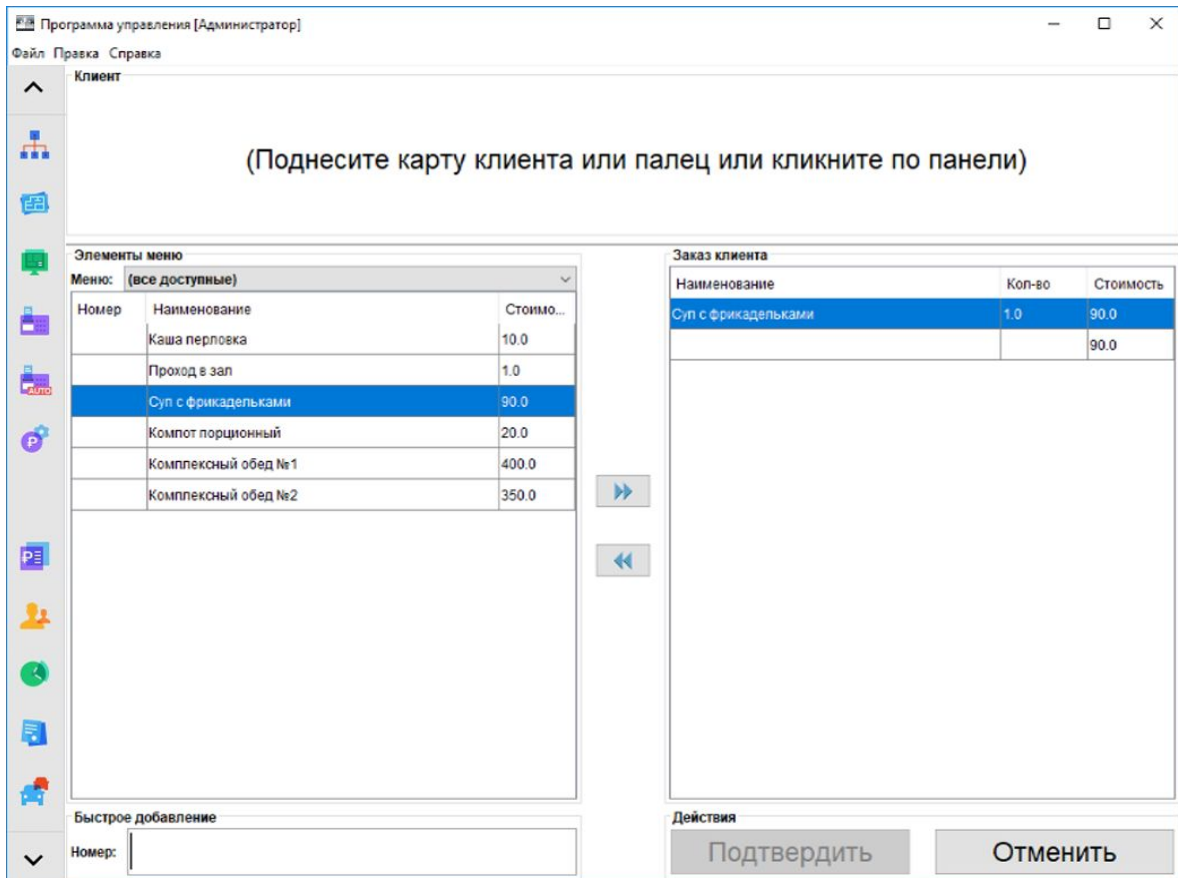 Программа управления [Администратор]
Файл Правка Справка
Клиент
(Поднесите карту клиента или палец или кликните по панели)
Элементы меню
Меню: (все доступные)
Номер Наименование Стоимо...
Каша перловка 10.0
Проход в зал 1.0
Суп с фрикадельками 90.0
Компот порционный 20.0
Комплексный обед №1 400.0
Комплексный обед №2 350.0
Заказ клиента
Наименование Кол-во Стоимость
Суп с фрикадельками 1.0 90.0
90.0
AUTO
Быстрое добавление
Номер:
Действия
Подтвердить Отменить